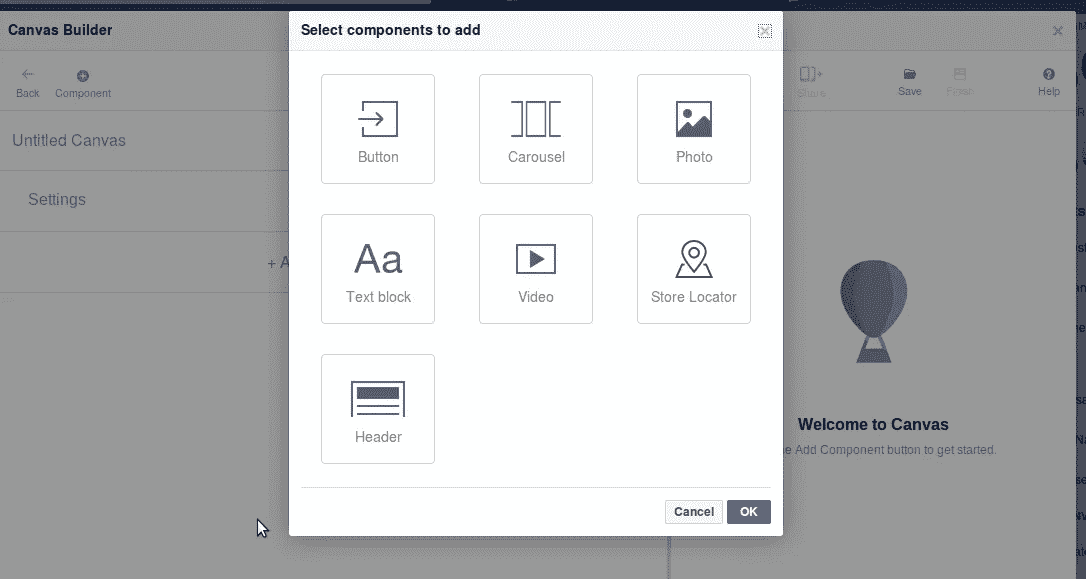 Canvas Builder
Select components to add
Back
Component
Share
Save
Finish
Help
Untitled Canvas
Settings
+ A
Button
Carousel
Photo
Text block
Video
Store Locator
Header
Welcome to Canvas
e Add Component button to get started.
Cancel
OK